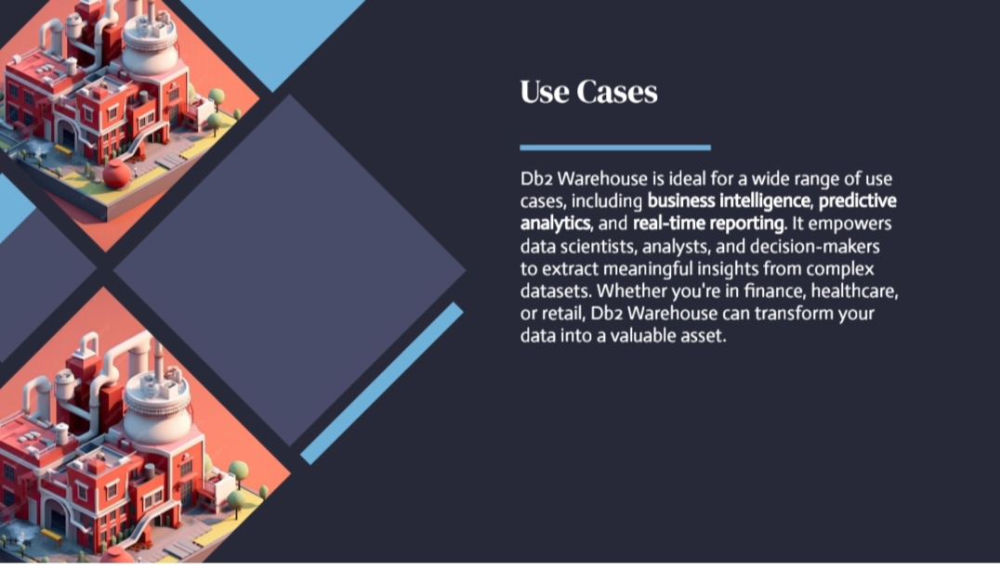 Use Cases
Db2 Warehouse is ideal for a wide range of use
cases, including business intelligence, predictive
analytics, and real-time reporting. It empowers
data scientists, analysts, and decision-makers
to extract meaningful insights from complex
datasets. Whether you're in finance, healthcare,
or retail, Db2 Warehouse can transform your
data into a valuable asset.